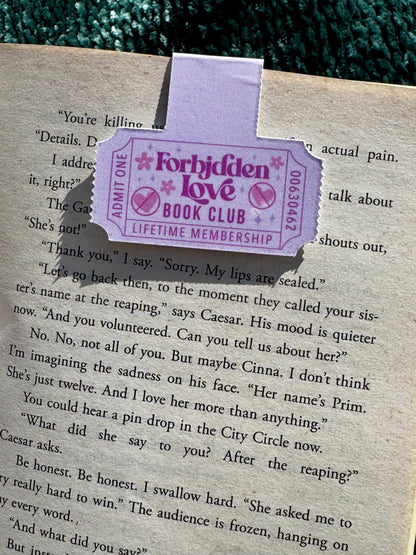 "You're killing
actual pain.
"Details. D
I addre
talk about
it, right?"
The Ga
shouts out,
"She's not!"
ADMIT ONE
Forbidden
Love
BOOK CLUB
LIFETIME MEMBERSHIP
00630462
"Thank you," I say. "Sorry. My lips are sealed."
"Let's go back then, to the moment they called your sis-
ter's name at the reaping," says Caesar. His mood is quieter
now. "And you volunteered. Can you tell us about her?"
No. No, not all of you. But maybe Cinna. I don't think
I'm imagining the sadness on his face. "Her name's Prim.
She's just twelve. And I love her more than anything."
You could hear a pin drop in the City Circle now.
"What did she say to you? After the reaping?"
Caesar asks.
Be honest. Be honest. I swallow hard. "She asked me to
ry really hard to win." The audience is frozen, hanging on
y every word.
"And what did you say?"
But inst